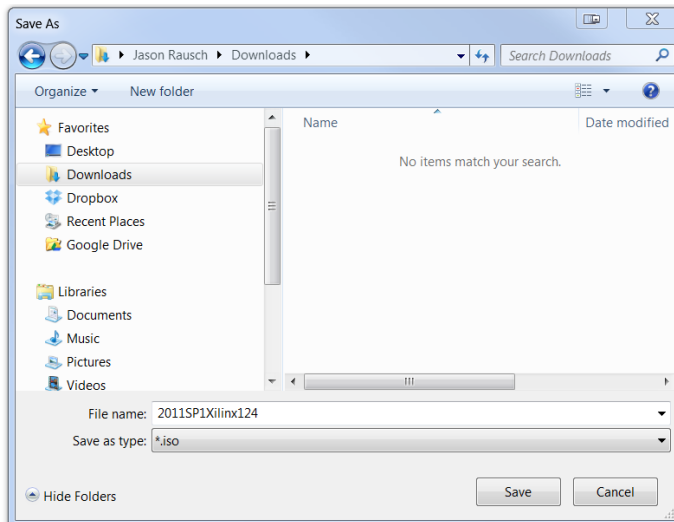 Save As
Jason Rausch Downloads
Search Downloads
Organize New folder
Name Date modified
No items match your search.
Favorites
Desktop
Downloads
Dropbox
Recent Places
Google Drive
Libraries
Documents
Music
Pictures
Videos
File name: 2011SP1Xilinx124
Save as type: *.iso
Hide Folders Save Cancel